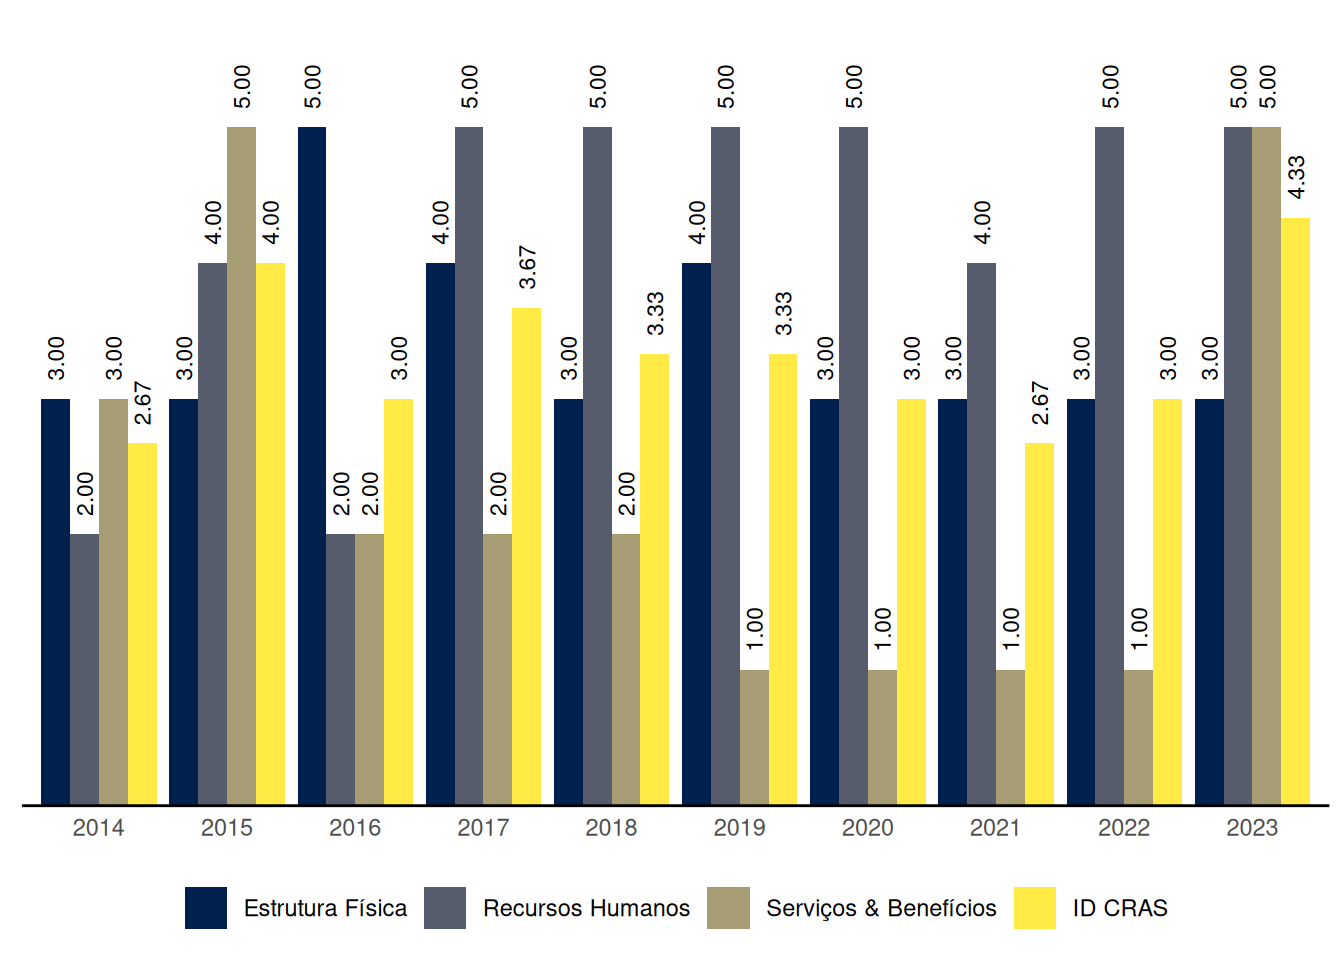 3.00 2.00 3.00 2.67 3.00 4.00 5.00 4.00 5.00 2.00 2.00 3.00 4.00 5.00 2.00 3.67 3.00 5.00 2.00 3.33 4.00 5.00 1.00 3.33 3.00 5.00 1.00 3.00 3.00 4.00 1.00 2.67 3.00 5.00 1.00 3.00 3.00 5.00 5.00 4.33
2014 2015 2016 2017 2018 2019 2020 2021 2022 2023
Estrutura Física Recursos Humanos Serviços & Benefícios ID CRAS